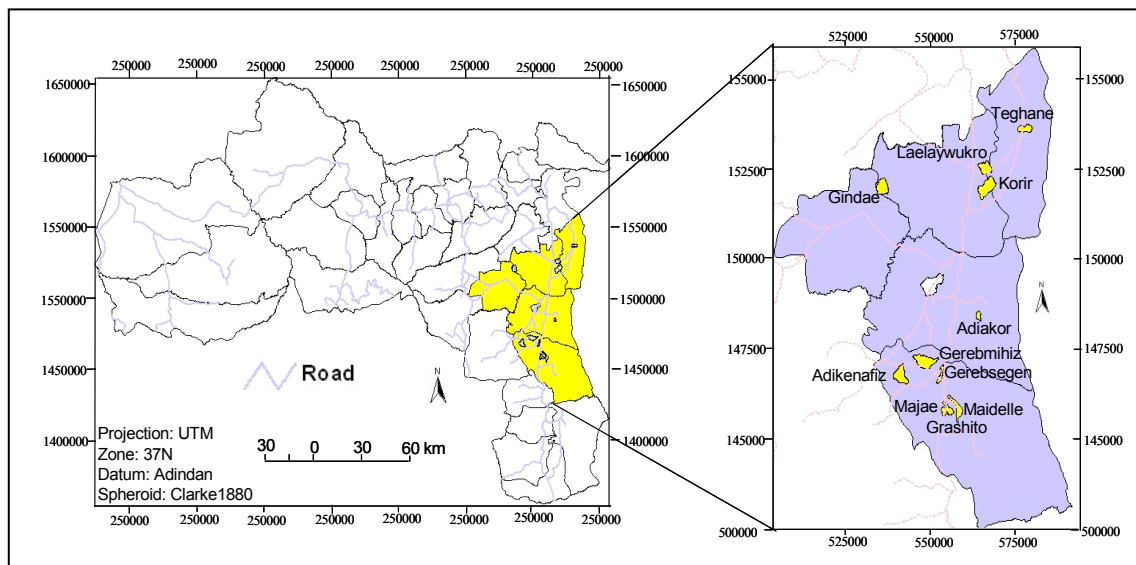 250000 250000 250000 250000 250000 250000 250000 250000
1650000
1600000
1550000
1550000
1450000
1400000
1650000
1600000
1550000
1500000
1450000
1400000
Road
N
Projection: UTM
Zone: 37N
Datum: Adindan
Spheroid: Clarke1880
30 0 30 60 km
250000 250000 250000 250000 250000 250000 250000 250000
525000 550000 575000
155000
152500
150000
147500
145000
500000
155000
152500
150000
147500
145000
500000
Teghane
Laelaywukro
Korir
Gindae
N
Adiakor
Gerebmihiz
Adikenafiz
Gerebsegen
Majae
Maidelle
Grashito
525000 550000 575000